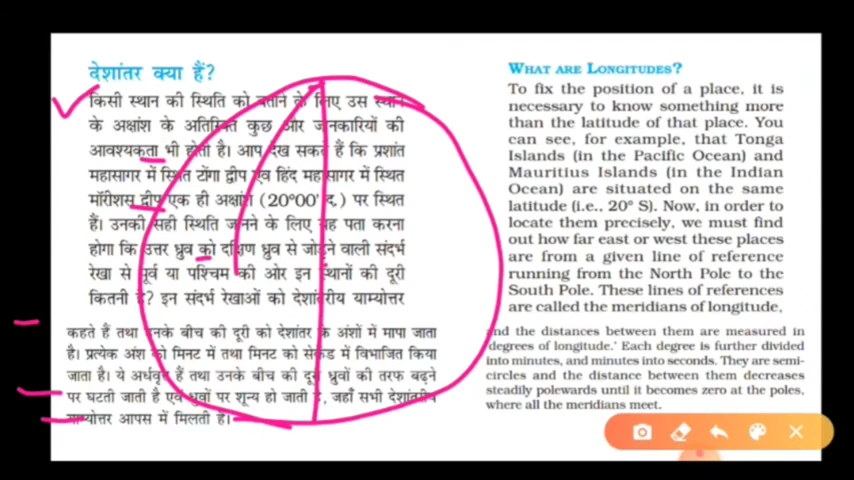 देशांतर क्या हैं?
किसी स्थान की स्थिति को बताने के लिए उस स्थान
के अक्षांश के अतिरिक्त कुछ और जानकारियों की
आवश्यकता भी होती है। आप देख सकते हैं कि प्रशांत
महासागर में स्थित टोंगा द्वीप एवं हिंद महासागर में स्थित
मॉरीशस द्वीप एक ही अक्षांश (20°00' द.) पर स्थित
हैं। उनकी सही स्थिति जानने के लिए यह पता करना
होगा कि उत्तर ध्रुव को दक्षिण ध्रुव से जोड़ने वाली संदर्भ
रेखा से पूर्व या पश्चिम की ओर इन स्थानों की दूरी
कितनी है? इन संदर्भ रेखाओं को देशांतरीय याम्योत्तर
कहते हैं तथा उनके बीच की दूरी को देशांतर के अंशों में मापा जाता
है। प्रत्येक अंश को मिनट में तथा मिनट को सेकेंड में विभाजित किया
जाता है। ये अर्धवृत्त हैं तथा उनके बीच की दूरी ध्रुवों की तरफ बढ़ने
पर घटती जाती है एवं ध्रुवों पर शून्य हो जाती है, जहाँ सभी देशांतरीय
याम्योत्तर आपस में मिलती हैं।
WHAT ARE LONGITUDES?
To fix the position of a place, it is
necessary to know something more
than the latitude of that place. You
can see, for example, that Tonga
Islands (in the Pacific Ocean) and
Mauritius Islands (in the Indian
Ocean) are situated on the same
latitude (i.e., 20° S). Now, in order to
locate them precisely, we must find
out how far east or west these places
are from a given line of reference
running from the North Pole to the
South Pole. These lines of references
are called the meridians of longitude,
and the distances between them are measured in
'degrees of longitude.' Each degree is further divided
into minutes, and minutes into seconds. They are semi-
circles and the distance between them decreases
steadily polewards until it becomes zero at the poles,
where all the meridians meet.